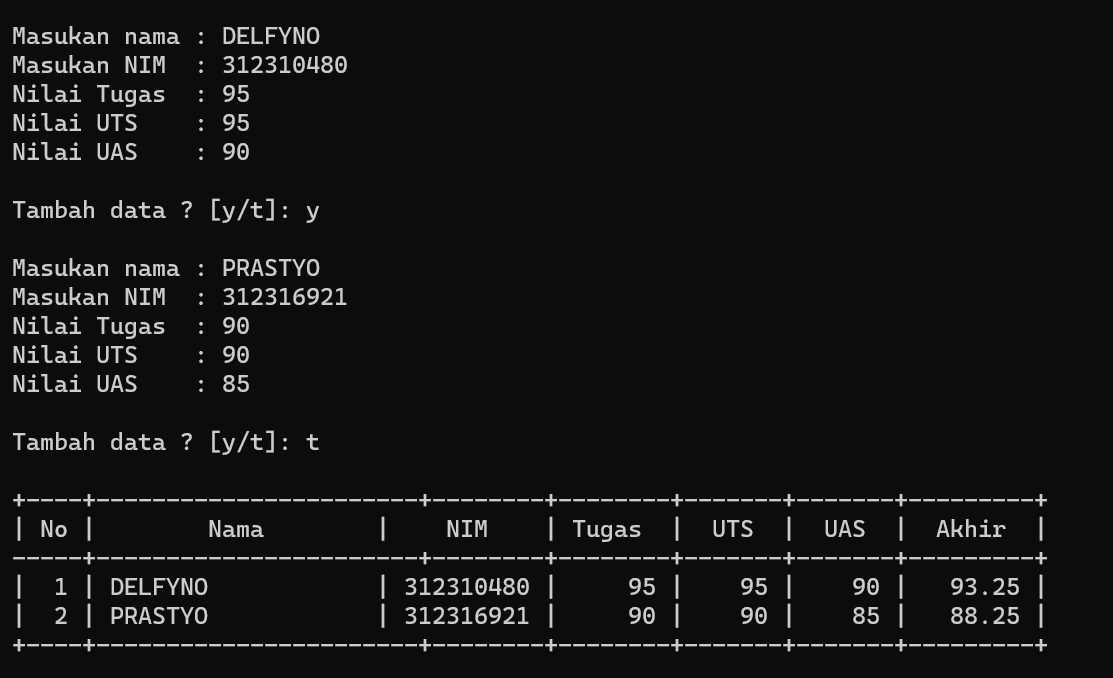 Masukan nama : DELFYNO
Masukan NIM  : 312310480
Nilai Tugas  : 95
Nilai UTS    : 95
Nilai UAS    : 90
Tambah data ? [y/t]: y
Masukan nama : PRASTYO
Masukan NIM  : 312316921
Nilai Tugas  : 90
Nilai UTS    : 90
Nilai UAS    : 85
Tambah data ? [y/t]: t
+----+-----------------------+--------+--------+-------+-------+---------+
| No |        Nama        |    NIM    | Tugas  |  UTS  |  UAS  |  Akhir  |
-----+-----------------------+--------+--------+-------+-------+---------+
|  1 | DELFYNO            | 312310480 |     95 |    95 |    90 |   93.25 |
|  2 | PRASTYO            | 312316921 |     90 |    90 |    85 |   88.25 |
+----+-----------------------+--------+--------+-------+-------+---------+